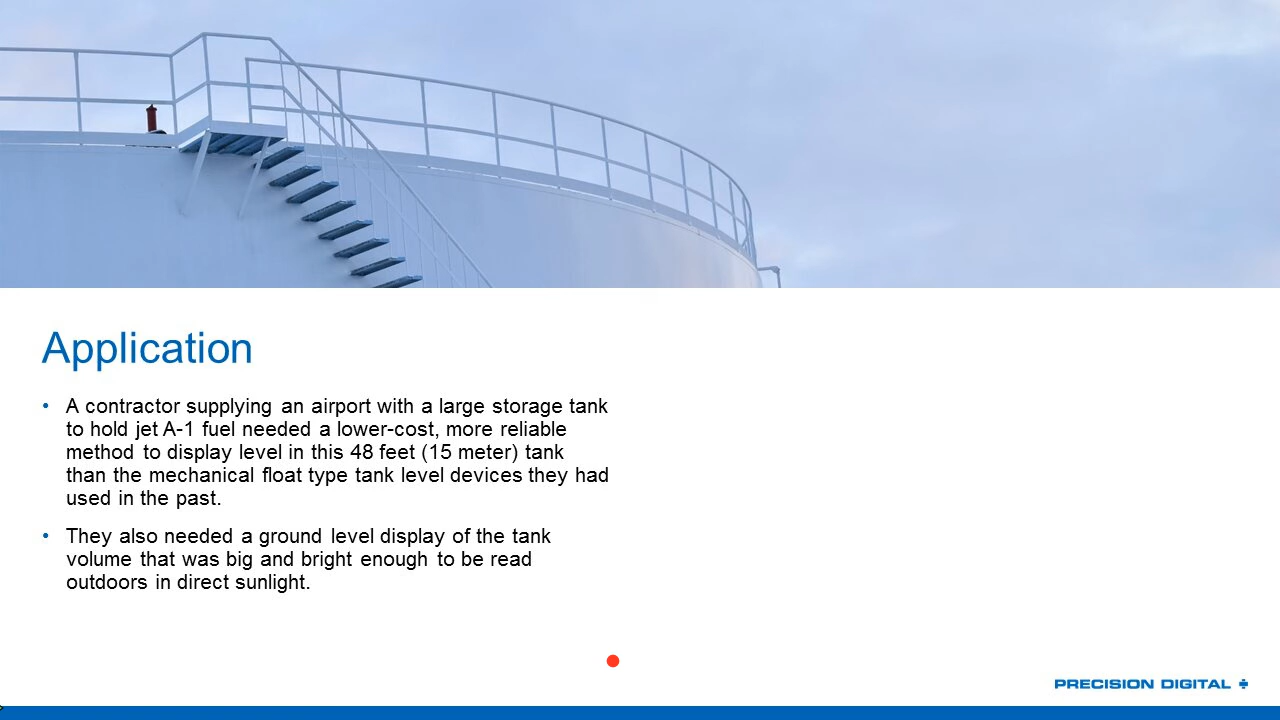 Application
• A contractor supplying an airport with a large storage tank
to hold jet A-1 fuel needed a lower-cost, more reliable
method to display level in this 48 feet (15 meter) tank
than the mechanical float type tank level devices they had
used in the past.
• They also needed a ground level display of the tank
volume that was big and bright enough to be read
outdoors in direct sunlight.
PRECISION DIGITAL